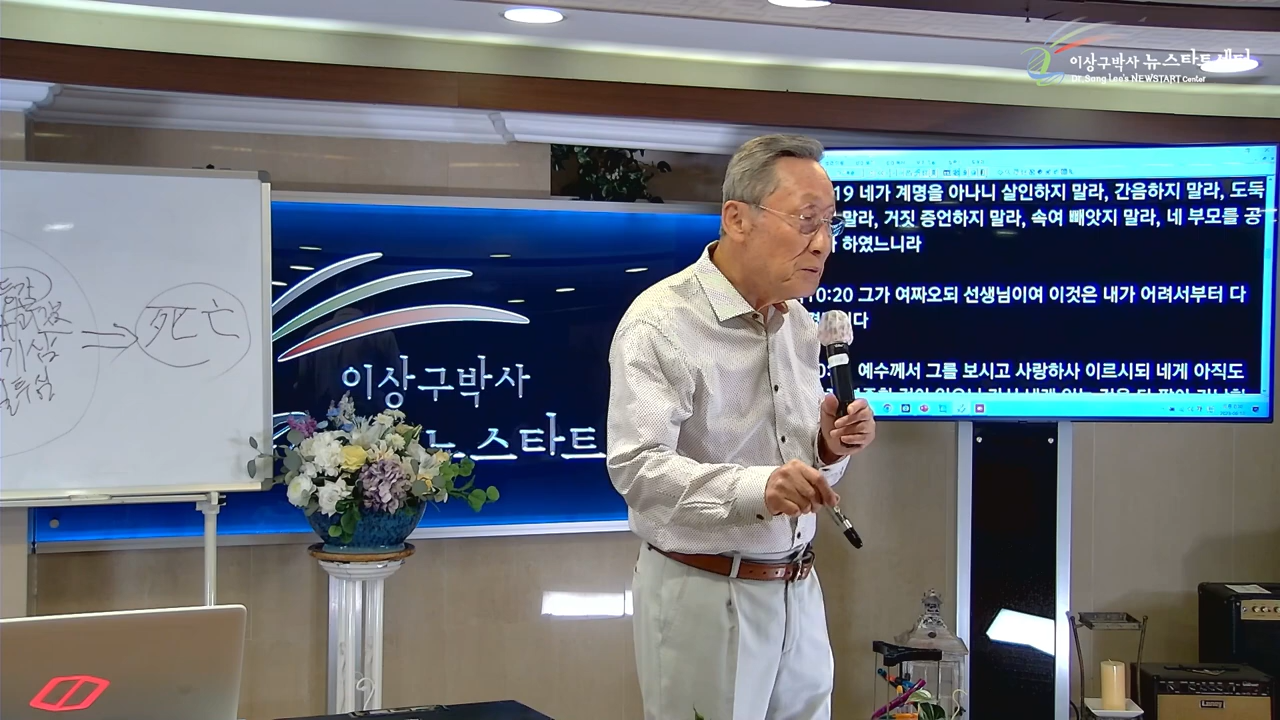 이상구박사 뉴스타트센터
Dr. Sang Lee's NEWSTART Center
19 네가 계명을 아나니 살인하지 말라, 간음하지 말라, 도둑
말라, 거짓 증언하지 말라, 속여 빼앗지 말라, 네 부모를 공
하였느니라
10:20 그가 여짜오되 선생님이여 이것은 내가 어려서부터 다
예수께서 그를 보시고 사랑하사 이르시되 네게 아직도
死亡
기심
이상구박사
뉴스타트
Laney